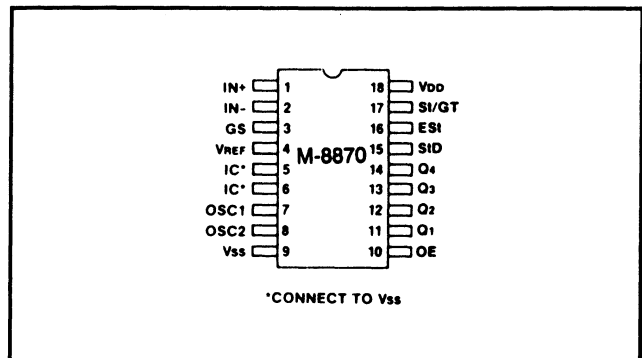 IN+ 1 18 VDD
IN- 2 17 St/GT
GS 3 16 ESt
VREF 4 15 StD
M-8870
IC* 5 14 Q4
IC* 6 13 Q3
OSC1 7 12 Q2
OSC2 8 11 Q1
Vss 9 10 OE
*CONNECT TO Vss